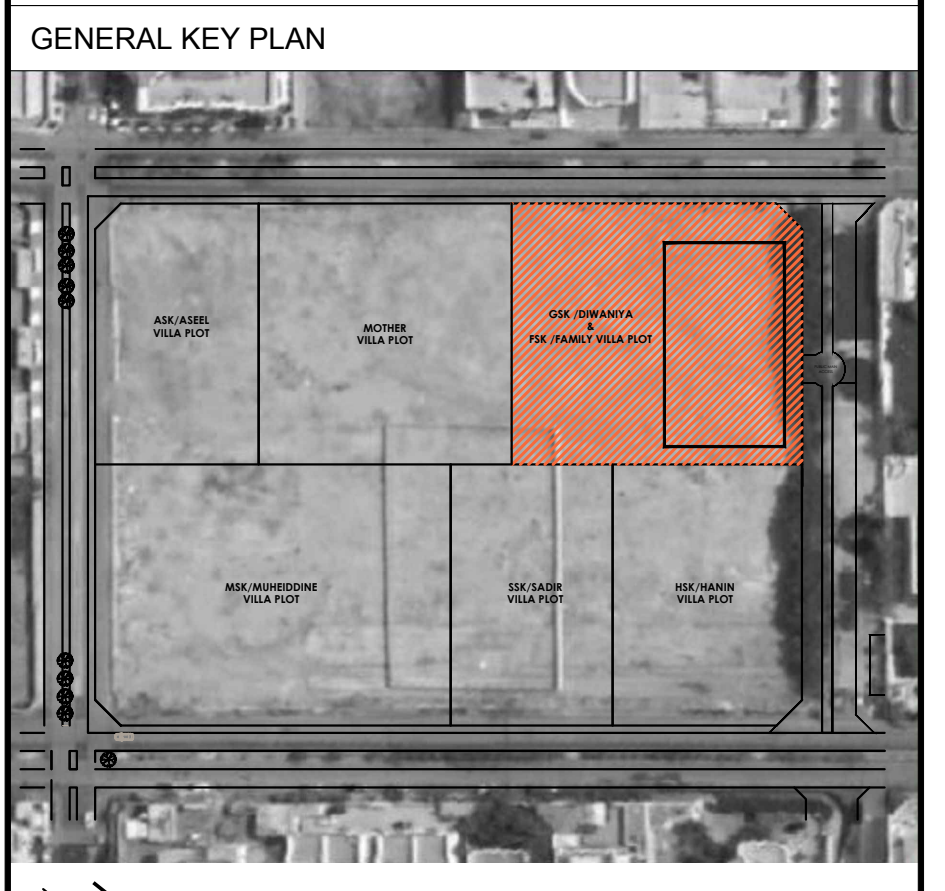 GENERAL KEY PLAN
ASK/ASEEL
VILLA PLOT
MOTHER
VILLA PLOT
GSK /DIWANIYA
&
FSK /FAMILY VILLA PLOT
MSK/MUHEIDDINE
VILLA PLOT
SSK/SADIR
VILLA PLOT
HSK/HANIN
VILLA PLOT